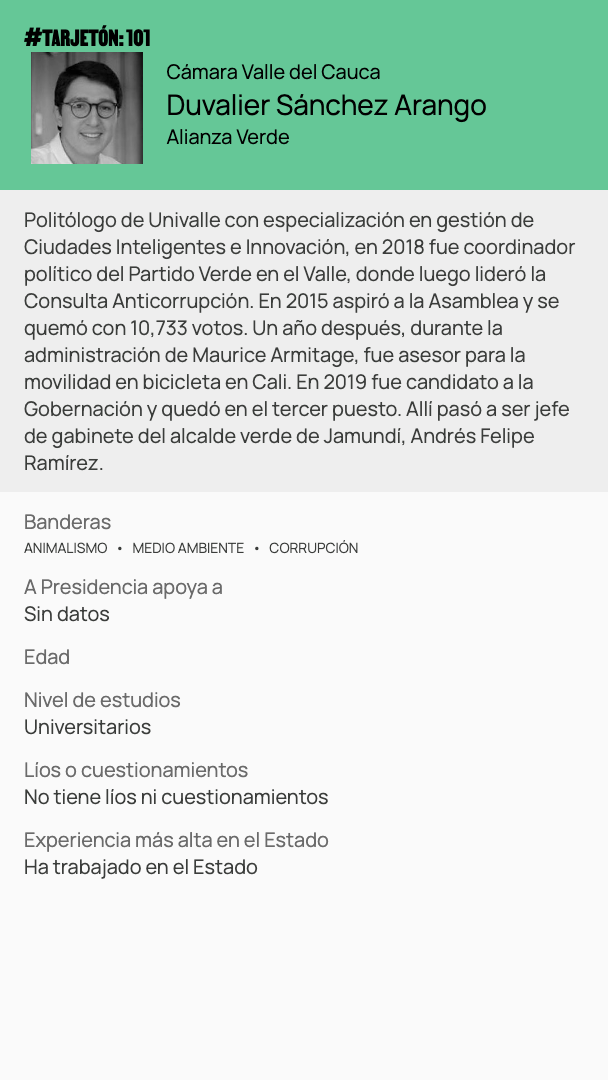 #TARJETÓN: 101
Cámara Valle del Cauca
Duvalier Sánchez Arango
Alianza Verde
Politólogo de Univalle con especialización en gestión de
Ciudades Inteligentes e Innovación, en 2018 fue coordinador
político del Partido Verde en el Valle, donde luego lideró la
Consulta Anticorrupción. En 2015 aspiró a la Asamblea y se
quemó con 10,733 votos. Un año después, durante la
administración de Maurice Armitage, fue asesor para la
movilidad en bicicleta en Cali. En 2019 fue candidato a la
Gobernación y quedó en el tercer puesto. Allí pasó a ser jefe
de gabinete del alcalde verde de Jamundí, Andrés Felipe
Ramírez.
Banderas
ANIMALISMO • MEDIO AMBIENTE • CORRUPCIÓN
A Presidencia apoya a
Sin datos
Edad
Nivel de estudios
Universitarios
Líos o cuestionamientos
No tiene líos ni cuestionamientos
Experiencia más alta en el Estado
Ha trabajado en el Estado